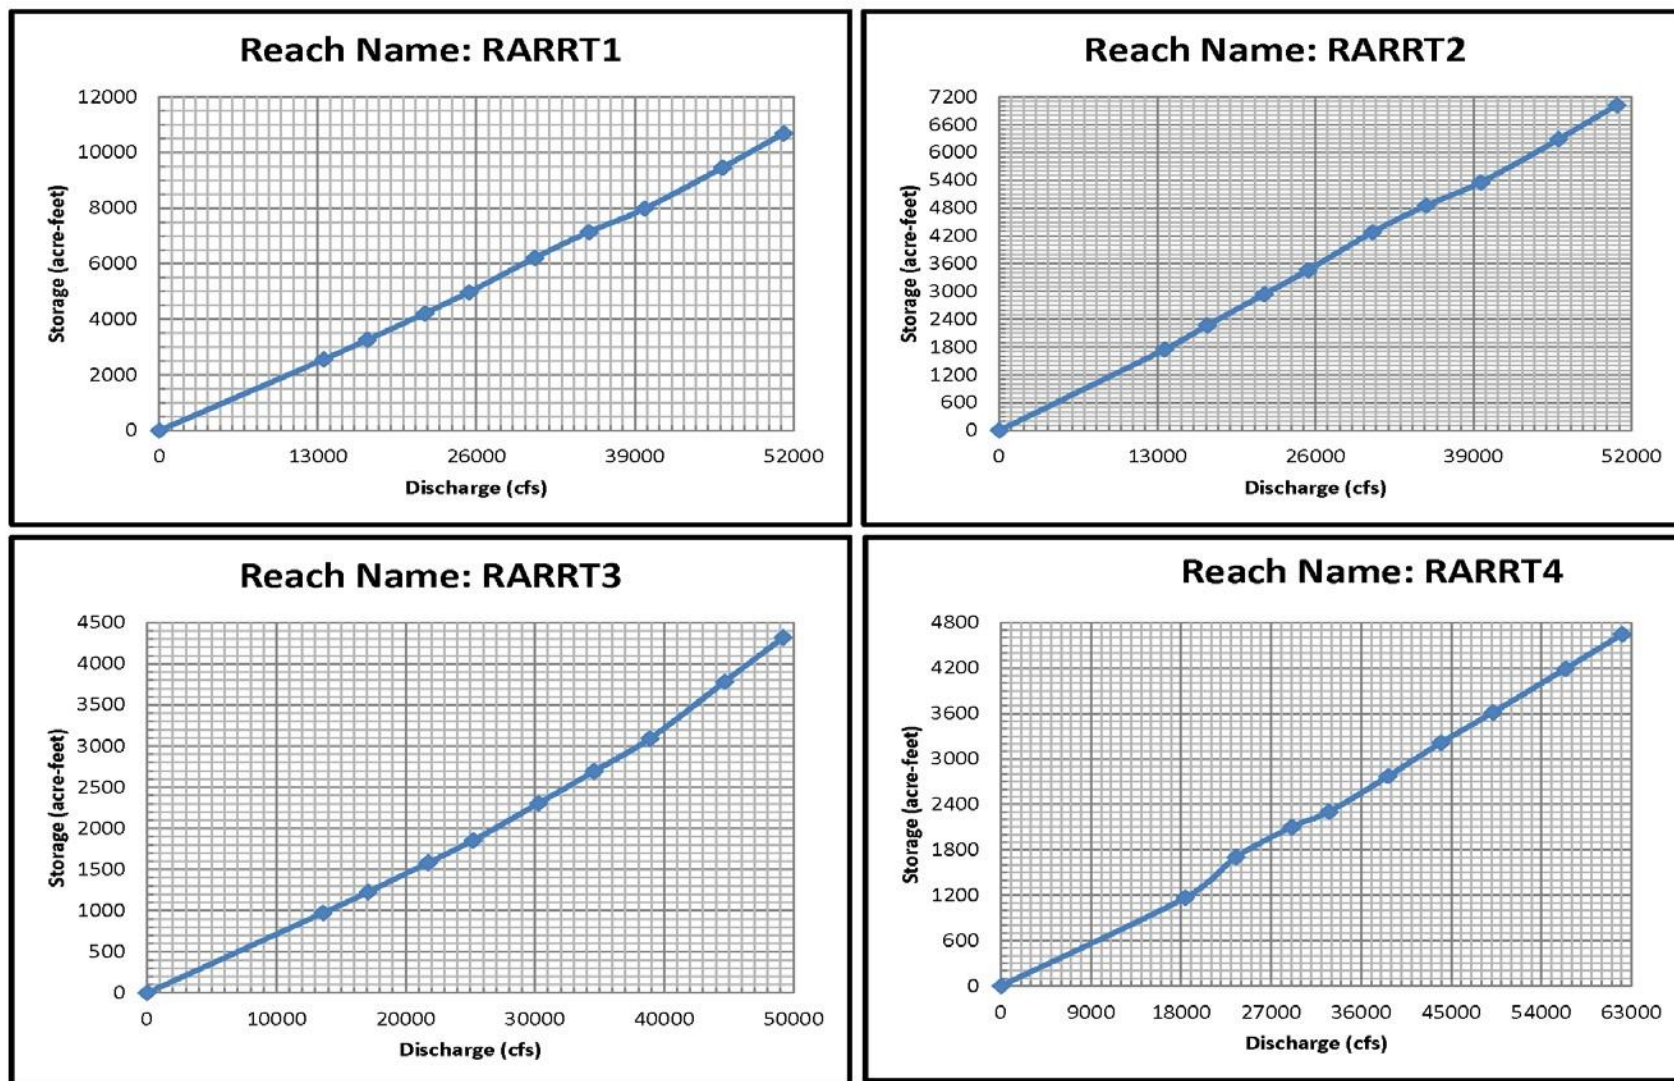 Reach Name: RARRT1
12000
10000
8000
6000
4000
2000
0
Storage (acre-feet)
0 13000 26000 39000 52000
Discharge (cfs)
Reach Name: RARRT2
7200
6600
6000
5400
4800
4200
3600
3000
2400
1800
1200
600
0
Storage (acre-feet)
0 13000 26000 39000 52000
Discharge (cfs)
Reach Name: RARRT3
4500
4000
3500
3000
2500
2000
1500
1000
500
0
Storage (acre-feet)
0 10000 20000 30000 40000 50000
Discharge (cfs)
Reach Name: RARRT4
4800
4200
3600
3000
2400
1800
1200
600
0
Storage (acre-feet)
0 9000 18000 27000 36000 45000 54000 63000
Discharge (cfs)